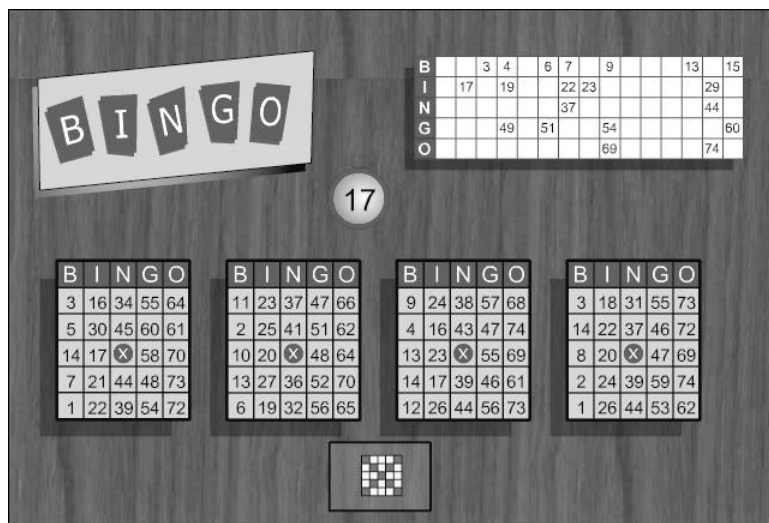 BINGO
B 3 4 6 7 9 13 15
I 17 19 22 23 29
N 37 44
G 49 51 54 60
O 69 74
17
B I N G O
3 16 34 55 64
5 30 45 60 61
14 17 X 58 70
7 21 44 48 73
1 22 39 54 72
B I N G O
11 23 37 47 66
2 25 41 51 62
10 20 X 48 64
13 27 36 52 70
6 19 32 56 65
B I N G O
9 24 38 57 68
4 16 43 47 74
13 23 X 55 69
14 17 39 46 61
12 26 44 56 73
B I N G O
3 18 31 55 73
14 22 37 46 72
8 20 X 47 69
2 24 39 59 74
1 26 44 53 62